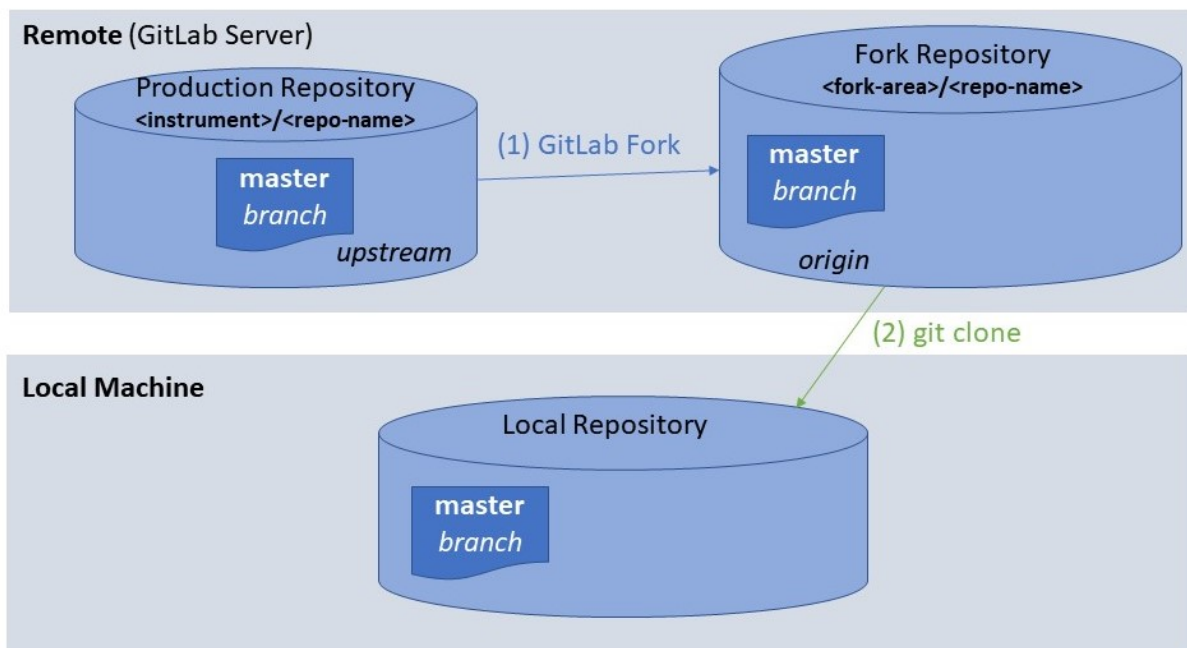 Remote (GitLab Server)
Production Repository
<instrument>/<repo-name>
master
branch
upstream
(1) GitLab Fork
Fork Repository
<fork-area>/<repo-name>
master
branch
origin
(2) git clone
Local Machine
Local Repository
master
branch